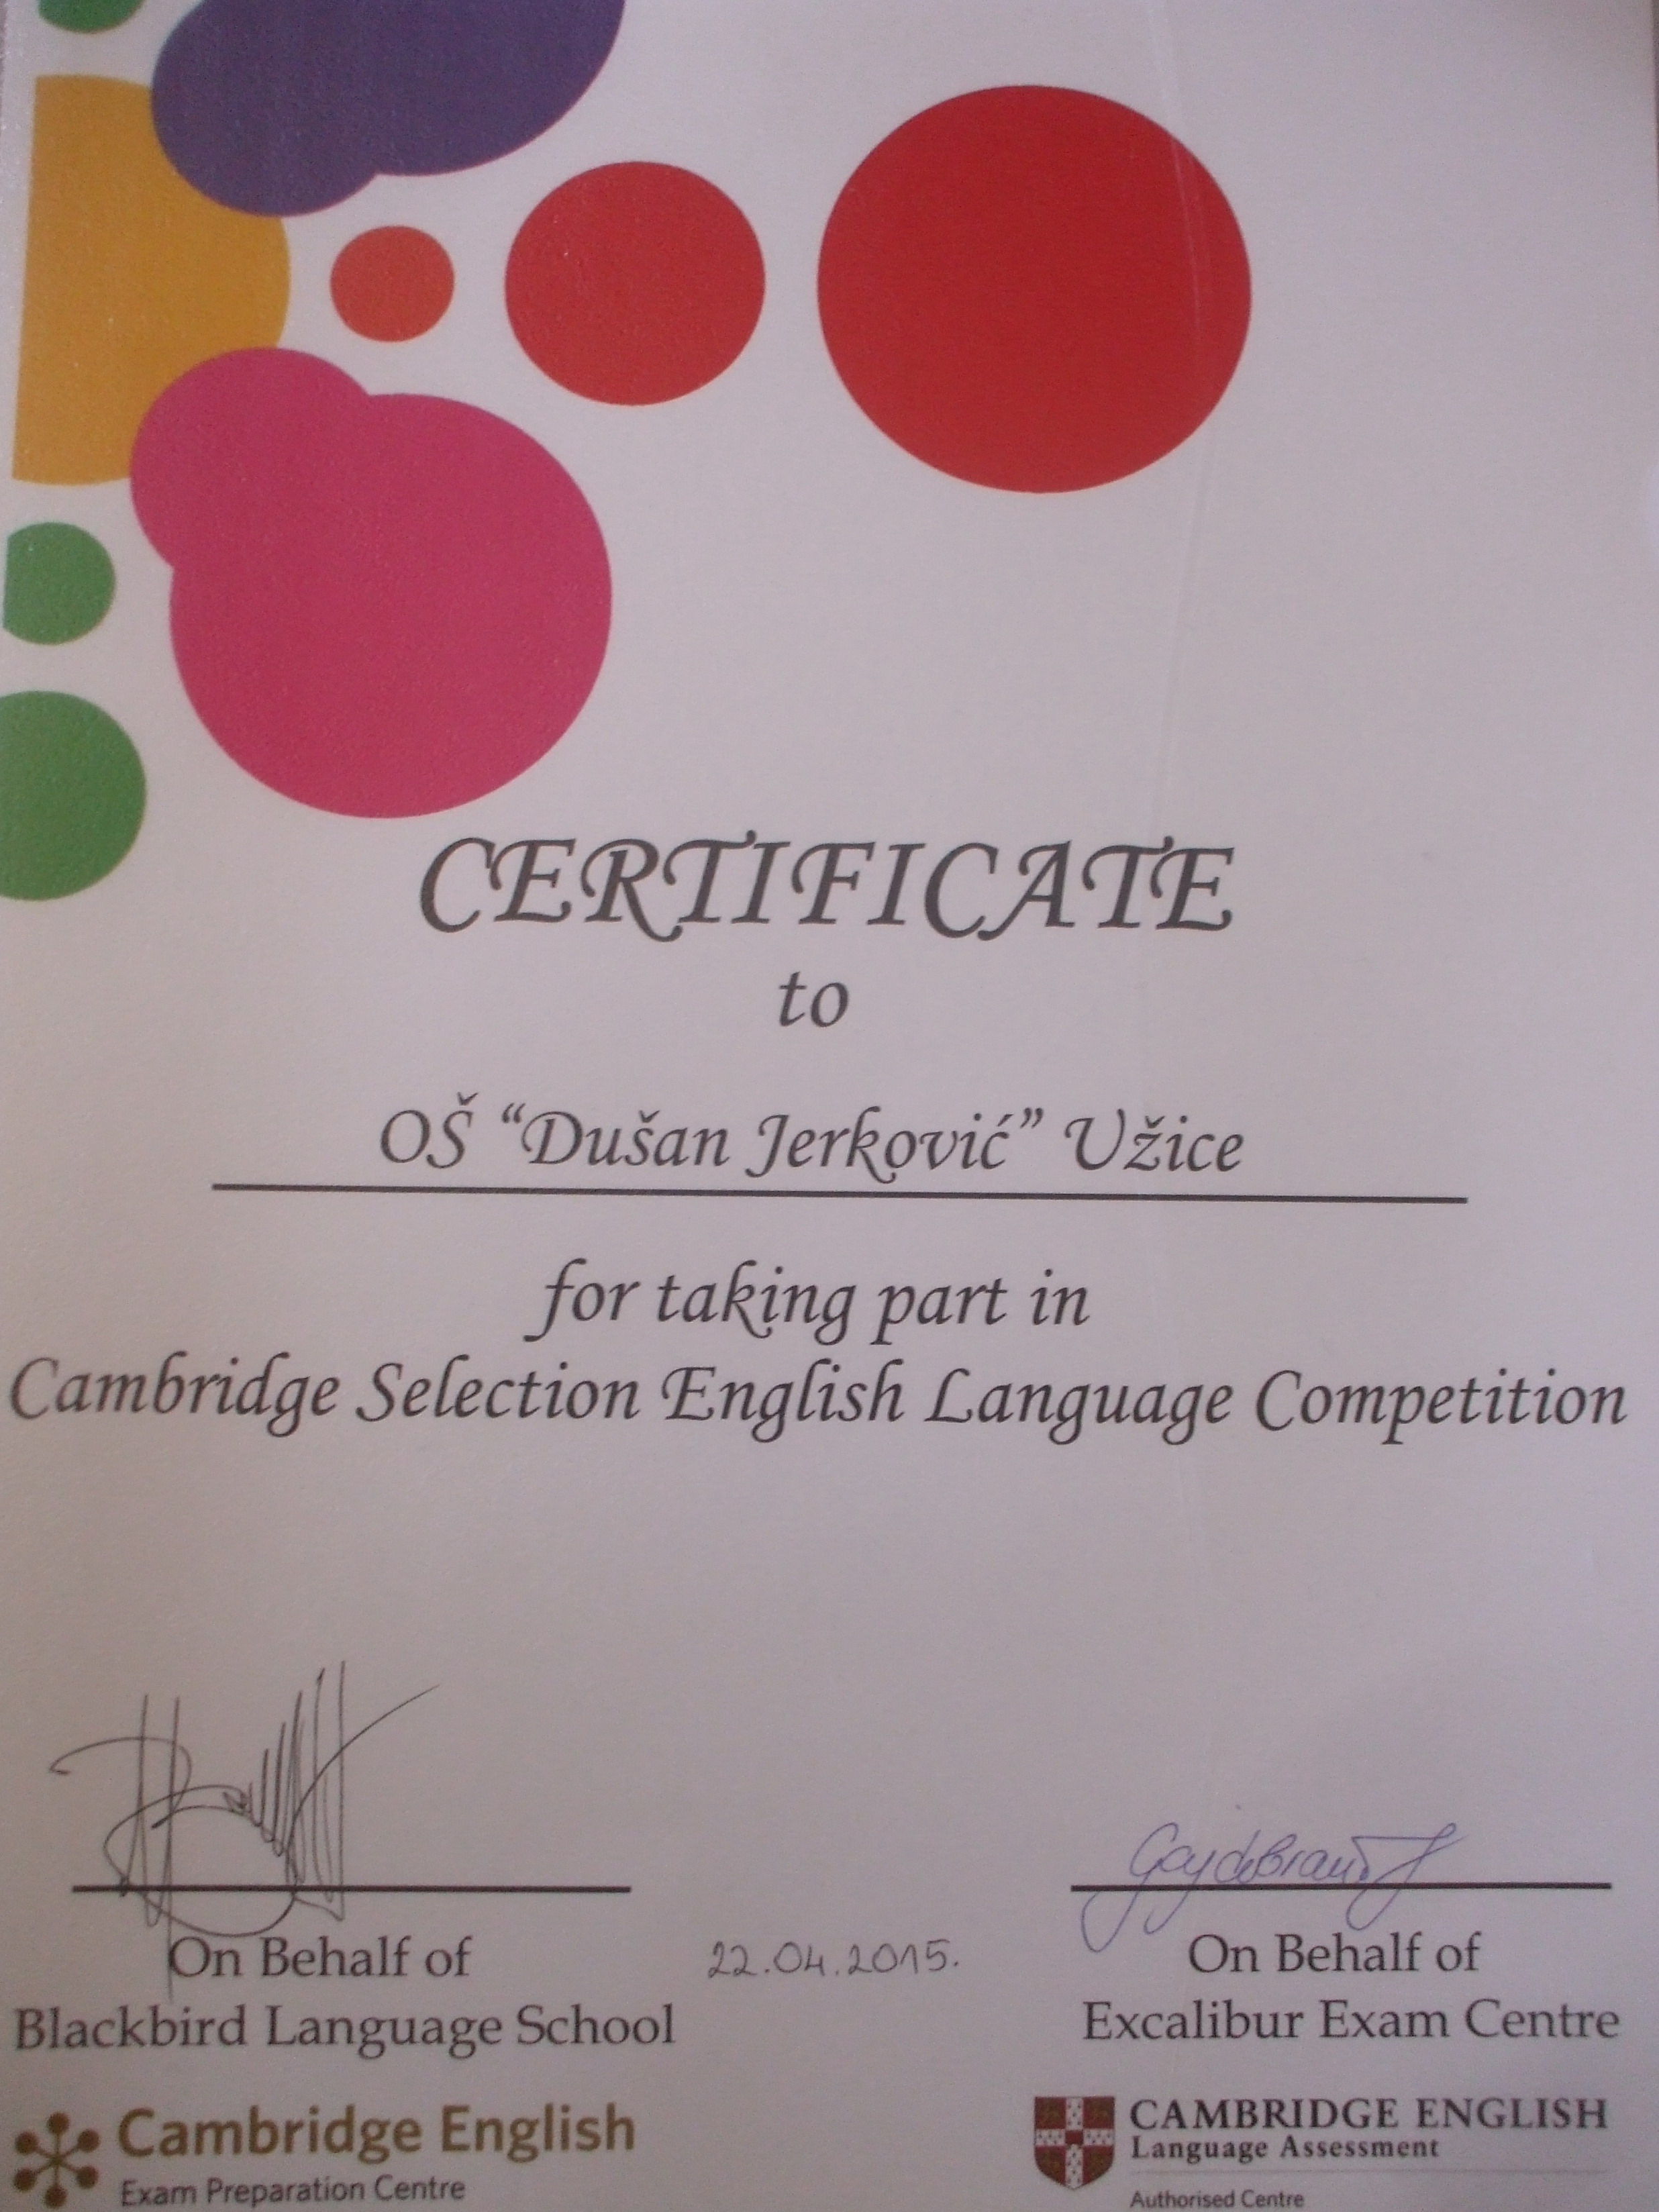 CERTIFICATE
to
OŠ “Dušan Jerković” Užice
for taking part in
Cambridge Selection English Language Competition
On Behalf of
Blackbird Language School
22.04.2015.
On Behalf of
Excalibur Exam Centre
Cambridge English
Exam Preparation Centre
CAMBRIDGE ENGLISH
Language Assessment
Authorised Centre